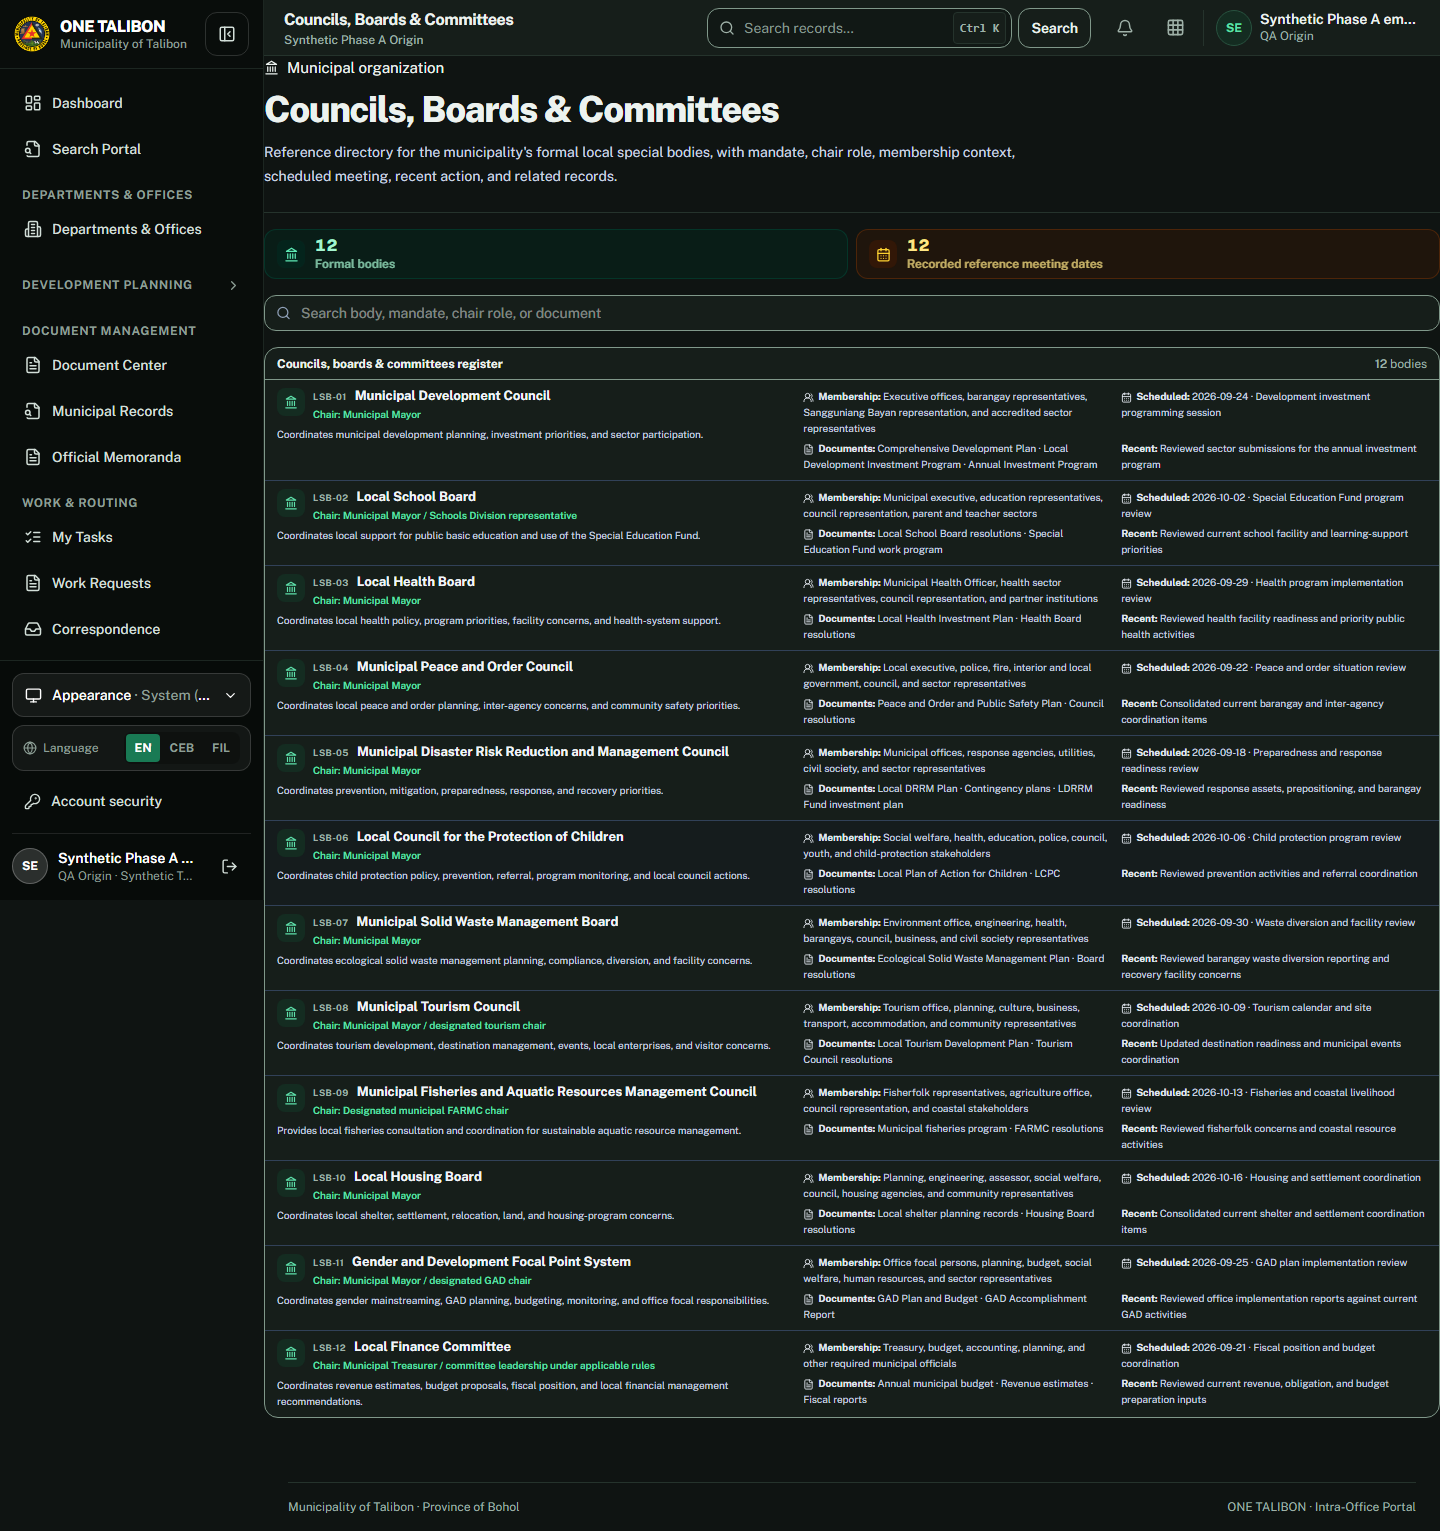 ONE TALIBON
Municipality of Talibon
Dashboard
Search Portal
DEPARTMENTS & OFFICES
Departments & Offices
DEVELOPMENT PLANNING
DOCUMENT MANAGEMENT
Document Center
Municipal Records
Official Memoranda
WORK & ROUTING
My Tasks
Work Requests
Correspondence
Appearance · System (...
Language EN CEB FIL
Account security
SE Synthetic Phase A ...
QA Origin · Synthetic T...
Councils, Boards & Committees
Synthetic Phase A Origin
Search records... Ctrl K Search
SE Synthetic Phase A em...
QA Origin
Municipal organization
Councils, Boards & Committees
Reference directory for the municipality's formal local special bodies, with mandate, chair role, membership context,
scheduled meeting, recent action, and related records.
12
Formal bodies
12
Recorded reference meeting dates
Search body, mandate, chair role, or document
Councils, boards & committees register 12 bodies
LSB-01 Municipal Development Council
Chair: Municipal Mayor
Coordinates municipal development planning, investment priorities, and sector participation.
Membership: Executive offices, barangay representatives,
Sangguniang Bayan representation, and accredited sector
representatives
Documents: Comprehensive Development Plan · Local
Development Investment Program · Annual Investment Program
Scheduled: 2026-09-24 · Development investment
programming session
Recent: Reviewed sector submissions for the annual investment
program
LSB-02 Local School Board
Chair: Municipal Mayor / Schools Division representative
Coordinates local support for public basic education and use of the Special Education Fund.
Membership: Municipal executive, education representatives,
council representation, parent and teacher sectors
Documents: Local School Board resolutions · Special
Education Fund work program
Scheduled: 2026-10-02 · Special Education Fund program
review
Recent: Reviewed current school facility and learning-support
priorities
LSB-03 Local Health Board
Chair: Municipal Mayor
Coordinates local health policy, program priorities, facility concerns, and health-system support.
Membership: Municipal Health Officer, health sector
representatives, council representation, and partner institutions
Documents: Local Health Investment Plan · Health Board
resolutions
Scheduled: 2026-09-29 · Health program implementation
review
Recent: Reviewed health facility readiness and priority public
health activities
LSB-04 Municipal Peace and Order Council
Chair: Municipal Mayor
Coordinates local peace and order planning, inter-agency concerns, and community safety priorities.
Membership: Local executive, police, fire, interior and local
government, council, and sector representatives
Documents: Peace and Order and Public Safety Plan · Council
resolutions
Scheduled: 2026-09-22 · Peace and order situation review
Recent: Consolidated current barangay and inter-agency
coordination items
LSB-05 Municipal Disaster Risk Reduction and Management Council
Chair: Municipal Mayor
Coordinates prevention, mitigation, preparedness, response, and recovery priorities.
Membership: Municipal offices, response agencies, utilities,
civil society, and sector representatives
Documents: Local DRRM Plan · Contingency plans · LDRRM
Fund investment plan
Scheduled: 2026-09-18 · Preparedness and response
readiness review
Recent: Reviewed response assets, prepositioning, and barangay
readiness
LSB-06 Local Council for the Protection of Children
Chair: Municipal Mayor
Coordinates child protection policy, prevention, referral, program monitoring, and local council actions.
Membership: Social welfare, health, education, police, council,
youth, and child-protection stakeholders
Documents: Local Plan of Action for Children · LCPC
resolutions
Scheduled: 2026-10-06 · Child protection program review
Recent: Reviewed prevention activities and referral coordination
LSB-07 Municipal Solid Waste Management Board
Chair: Municipal Mayor
Coordinates ecological solid waste management planning, compliance, diversion, and facility concerns.
Membership: Environment office, engineering, health,
barangays, council, business, and civil society representatives
Documents: Ecological Solid Waste Management Plan · Board
resolutions
Scheduled: 2026-09-30 · Waste diversion and facility review
Recent: Reviewed barangay waste diversion reporting and
recovery facility concerns
LSB-08 Municipal Tourism Council
Chair: Municipal Mayor / designated tourism chair
Coordinates tourism development, destination management, events, local enterprises, and visitor concerns.
Membership: Tourism office, planning, culture, business,
transport, accommodation, and community representatives
Documents: Local Tourism Development Plan · Tourism
Council resolutions
Scheduled: 2026-10-09 · Tourism calendar and site
coordination
Recent: Updated destination readiness and municipal events
coordination
LSB-09 Municipal Fisheries and Aquatic Resources Management Council
Chair: Designated municipal FARMC chair
Provides local fisheries consultation and coordination for sustainable aquatic resource management.
Membership: Fisherfolk representatives, agriculture office,
council representation, and coastal stakeholders
Documents: Municipal fisheries program · FARMC resolutions
Scheduled: 2026-10-13 · Fisheries and coastal livelihood
review
Recent: Reviewed fisherfolk concerns and coastal resource
activities
LSB-10 Local Housing Board
Chair: Municipal Mayor
Coordinates local shelter, settlement, relocation, land, and housing-program concerns.
Membership: Planning, engineering, assessor, social welfare,
council, housing agencies, and community representatives
Documents: Local shelter planning records · Housing Board
resolutions
Scheduled: 2026-10-16 · Housing and settlement coordination
Recent: Consolidated current shelter and settlement coordination
items
LSB-11 Gender and Development Focal Point System
Chair: Municipal Mayor / designated GAD chair
Coordinates gender mainstreaming, GAD planning, budgeting, monitoring, and office focal responsibilities.
Membership: Office focal persons, planning, budget, social
welfare, human resources, and sector representatives
Documents: GAD Plan and Budget · GAD Accomplishment
Report
Scheduled: 2026-09-25 · GAD plan implementation review
Recent: Reviewed office implementation reports against current
GAD activities
LSB-12 Local Finance Committee
Chair: Municipal Treasurer / committee leadership under applicable rules
Coordinates revenue estimates, budget proposals, fiscal position, and local financial management
recommendations.
Membership: Treasury, budget, accounting, planning, and
other required municipal officials
Documents: Annual municipal budget · Revenue estimates ·
Fiscal reports
Scheduled: 2026-09-21 · Fiscal position and budget
coordination
Recent: Reviewed current revenue, obligation, and budget
preparation inputs
Municipality of Talibon · Province of Bohol
ONE TALIBON · Intra-Office Portal